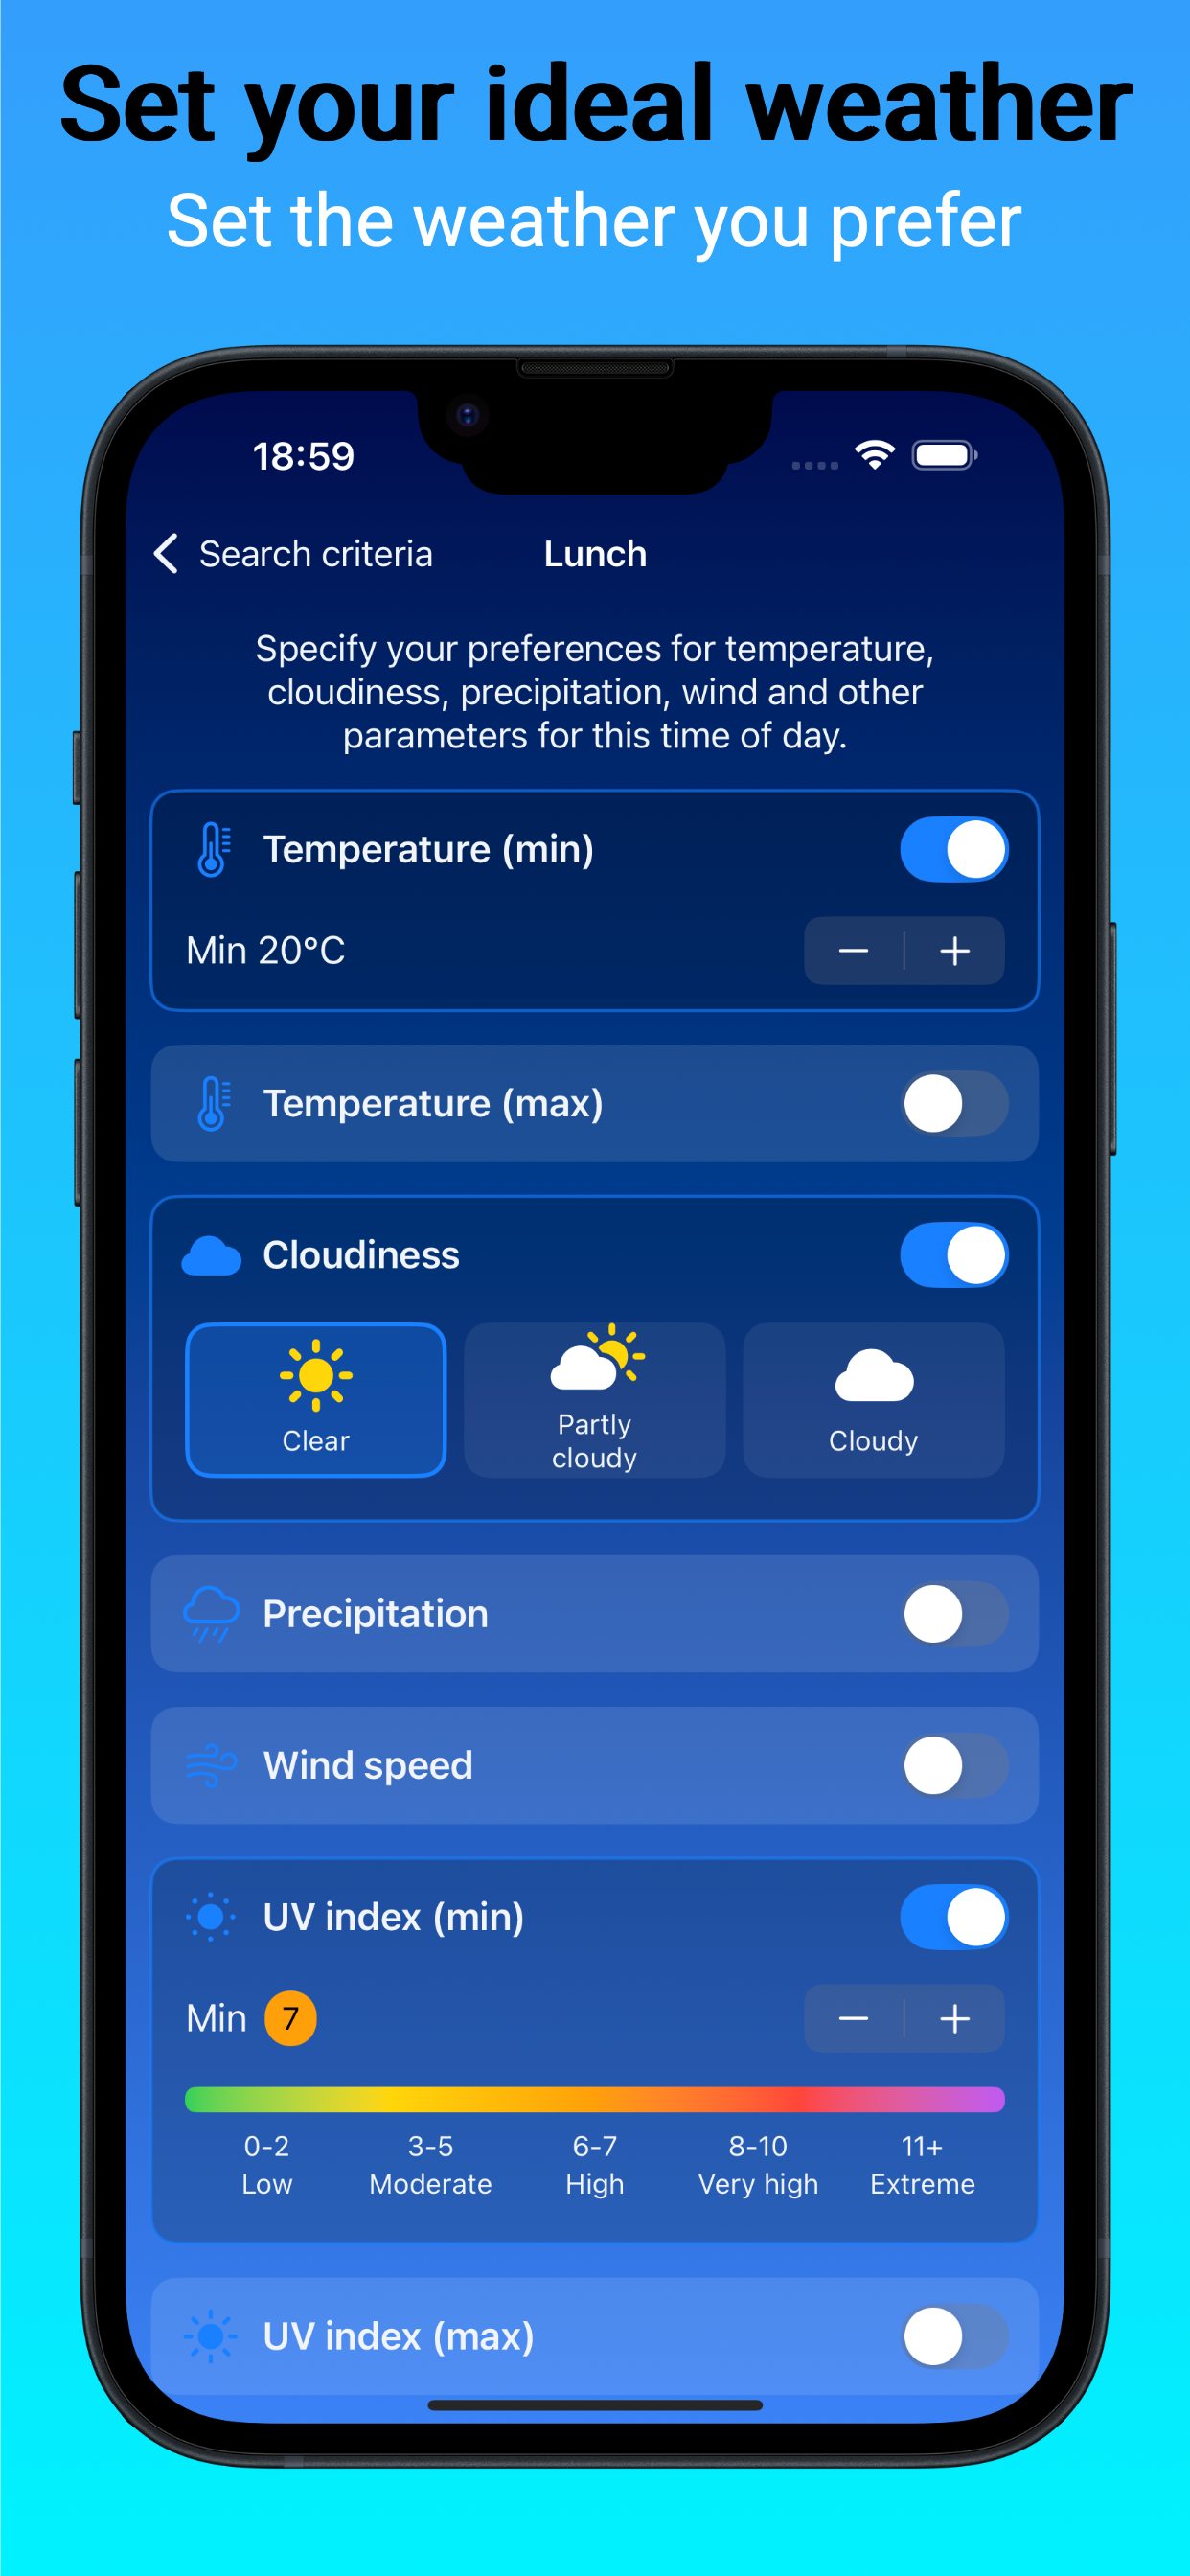 Set your ideal weather
Set the weather you prefer
18:59
Search criteria
Lunch
Specify your preferences for temperature,
cloudiness, precipitation, wind and other
parameters for this time of day.
Temperature (min)
Min 20°C
Temperature (max)
Cloudiness
Clear
Partly
cloudy
Cloudy
Precipitation
Wind speed
UV index (min)
Min 7
0-2
3-5
6-7
8-10
11+
Low
Moderate
High
Very high
Extreme
UV index (max)